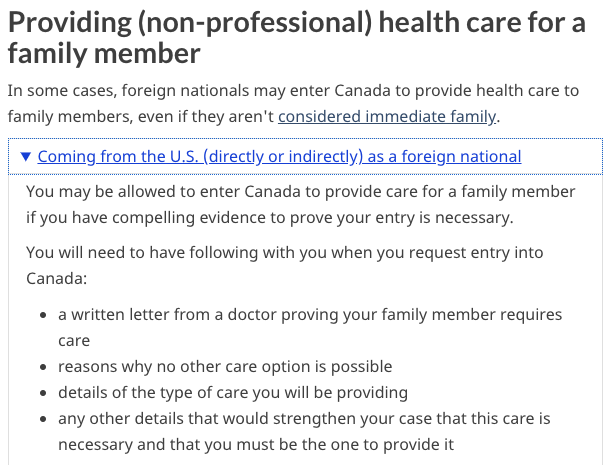 Providing (non-professional) health care for a
family member
In some cases, foreign nationals may enter Canada to provide health care to
family members, even if they aren't considered immediate family.
▼ Coming from the U.S. (directly or indirectly) as a foreign national
You may be allowed to enter Canada to provide care for a family member
if you have compelling evidence to prove your entry is necessary.
You will need to have following with you when you request entry into
Canada:
• a written letter from a doctor proving your family member requires
care
• reasons why no other care option is possible
• details of the type of care you will be providing
• any other details that would strengthen your case that this care is
necessary and that you must be the one to provide it